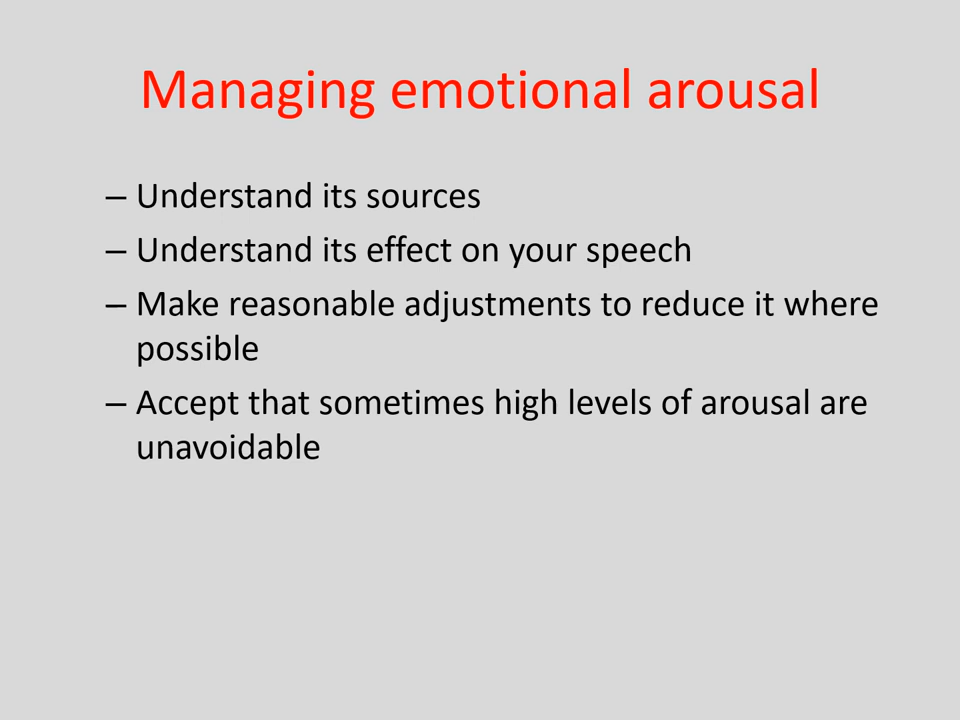 Managing emotional arousal
– Understand its sources
– Understand its effect on your speech
– Make reasonable adjustments to reduce it where
possible
– Accept that sometimes high levels of arousal are
unavoidable